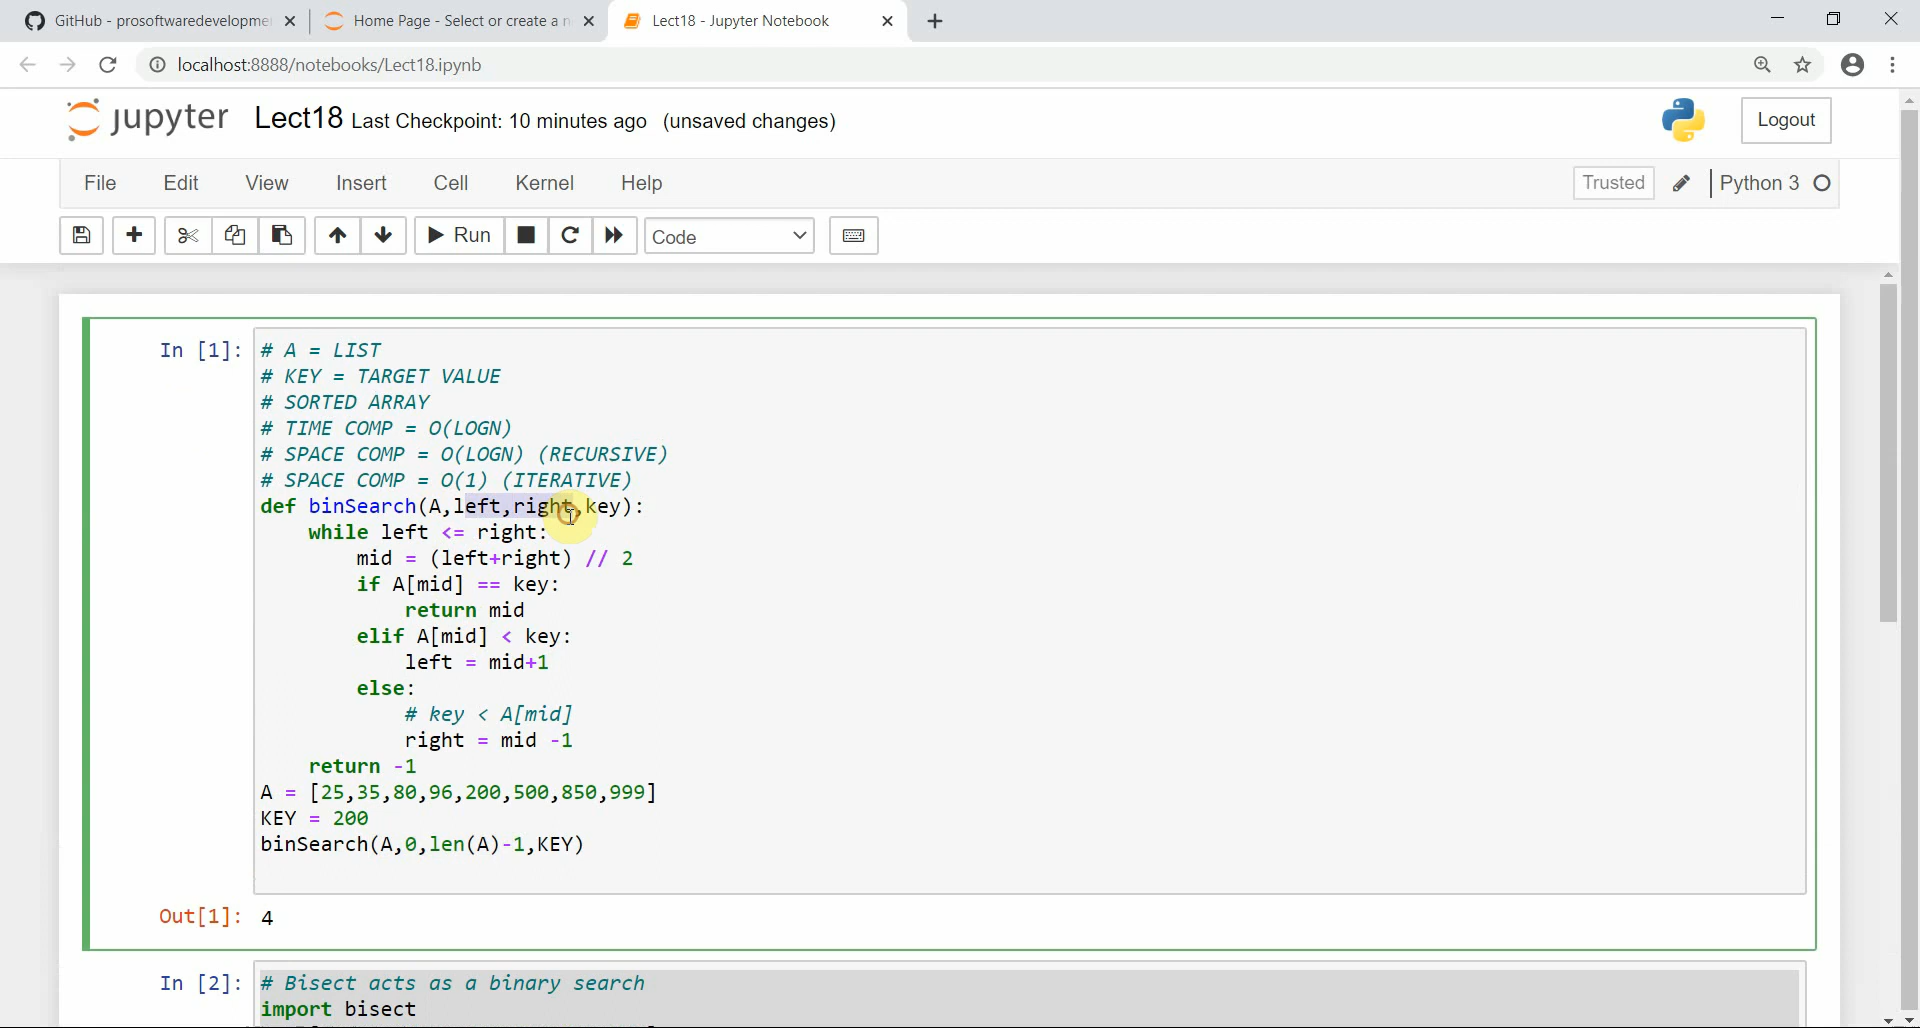 GitHub - prosoftwaredevelopme
Home Page - Select or create a n
Lect18 - Jupyter Notebook
localhost:8888/notebooks/Lect18.ipynb
jupyter Lect18 Last Checkpoint: 10 minutes ago (unsaved changes)
Logout
File Edit View Insert Cell Kernel Help
Trusted
Python 3
Run
Code
In [1]:
# A = LIST
# KEY = TARGET VALUE
# SORTED ARRAY
# TIME COMP = O(LOGN)
# SPACE COMP = O(LOGN) (RECURSIVE)
# SPACE COMP = O(1) (ITERATIVE)
def binSearch(A,left,right,key):
while left <= right:
mid = (left+right) // 2
if A[mid] == key:
return mid
elif A[mid] < key:
left = mid+1
else:
# key < A[mid]
right = mid -1
return -1
A = [25,35,80,96,200,500,850,999]
KEY = 200
binSearch(A,0,len(A)-1,KEY)
Out[1]: 4
In [2]:
# Bisect acts as a binary search
import bisect